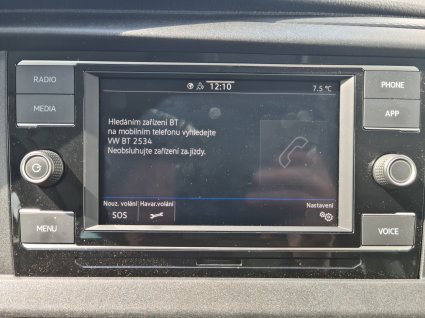 RADIO
MEDIA
MENU
12:10
7.5 °C
Hledáním zařízení BT
na mobilním telefonu vyhledejte
VW BT 2534
Neobsluhujte zařízení za jízdy.
Nouz. volání
Havar.volání
SOS
Nastavení
PHONE
APP
VOICE